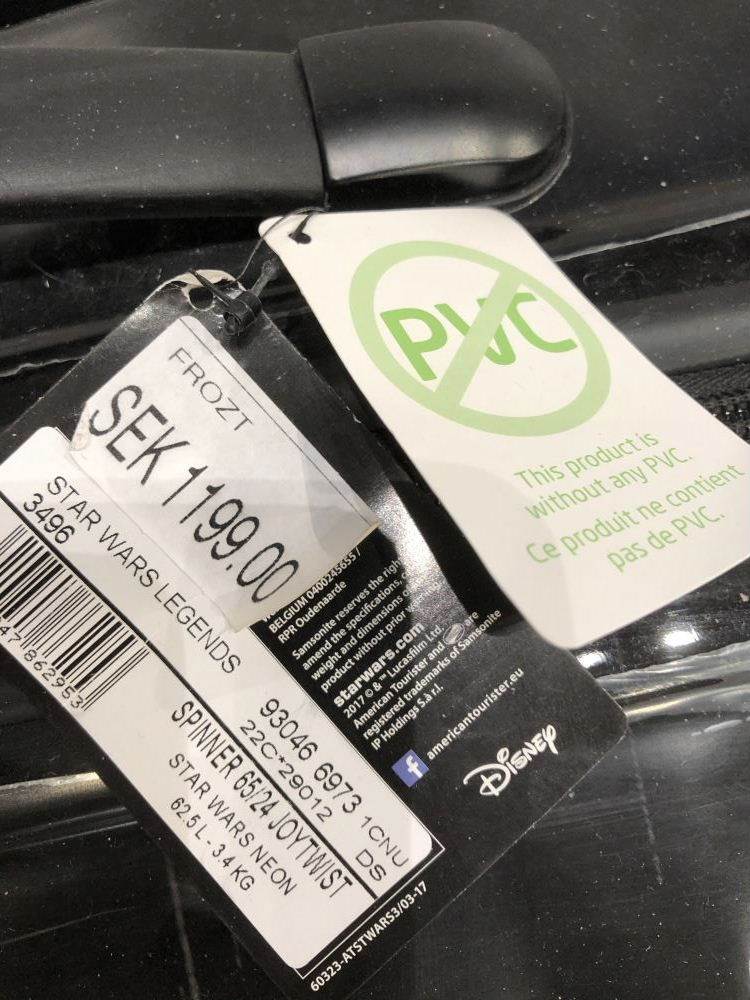 PVC
This product is
without any PVC.
Ce produit ne contient
pas de PVC.
FROZT
SEK 1199.00
STAR WARS LEGENDS
3496
47862953
93046 6973 1CNU
22C*29012 DS
SPINNER 65/24 JOYTWIST
STAR WARS NEON
62.5 L - 3.4 KG
BELGIUM 0400245655 /
RPR Oudenaarde
Samsonite reserves the
amend the specifications,
weight and dimensions
product without prior
starwars.com
2017 © & ™ Lucasfilm Ltd.
American Tourister and are
registered trademarks of Samsonite
IP Holdings S.à r.l.
f americantourister.eu
Disney
60323-ATSTWARS3/03-17